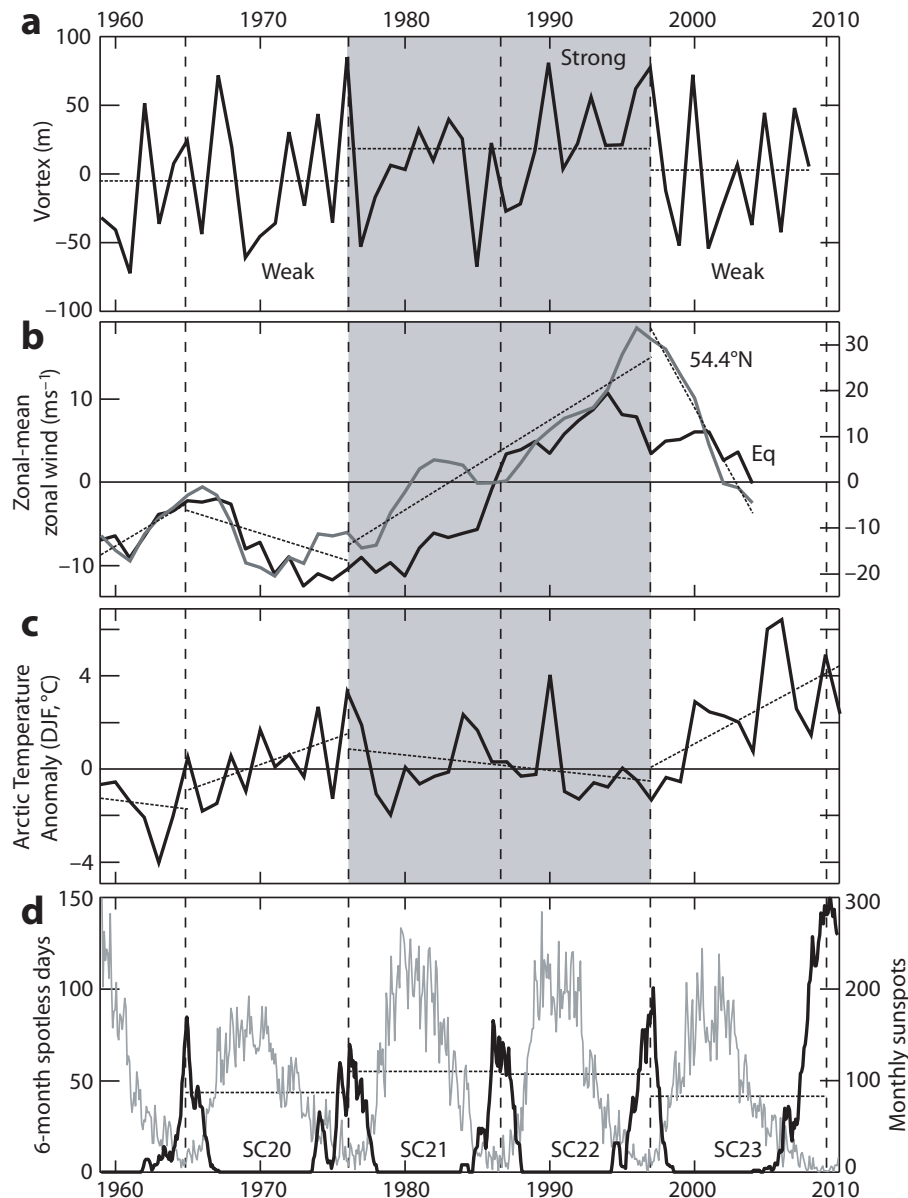 a
1960 1970 1980 1990 2000 2010
100
50
0
−50
−100
Vortex (m)
Strong
Weak
Weak
b
10
0
−10
Zonal-mean
zonal wind (ms−1)
54.4°N
Eq
30
20
10
0
−10
−20
c
4
0
−4
Arctic Temperature
Anomaly (DJF, °C)
d
150
100
50
0
6-month spotless days
SC20 SC21 SC22 SC23
300
200
100
0
Monthly sunspots
1960 1970 1980 1990 2000 2010